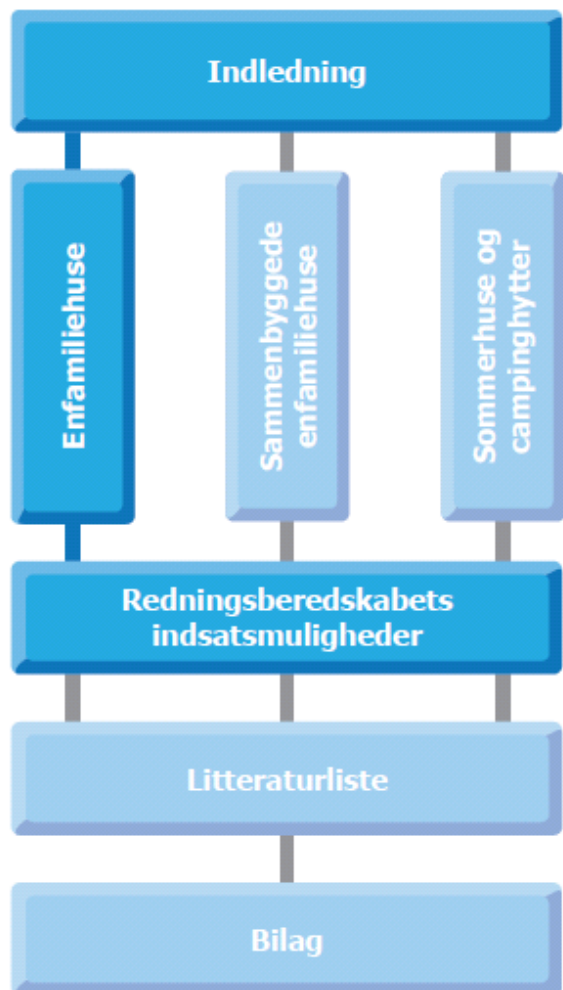 Indledning
Enfamiliehuse
Sammenbyggede
enfamiliehuse
Sommerhuse og
campinghytter
Redningsberedskabets
indsatsmuligheder
Litteraturliste
Bilag